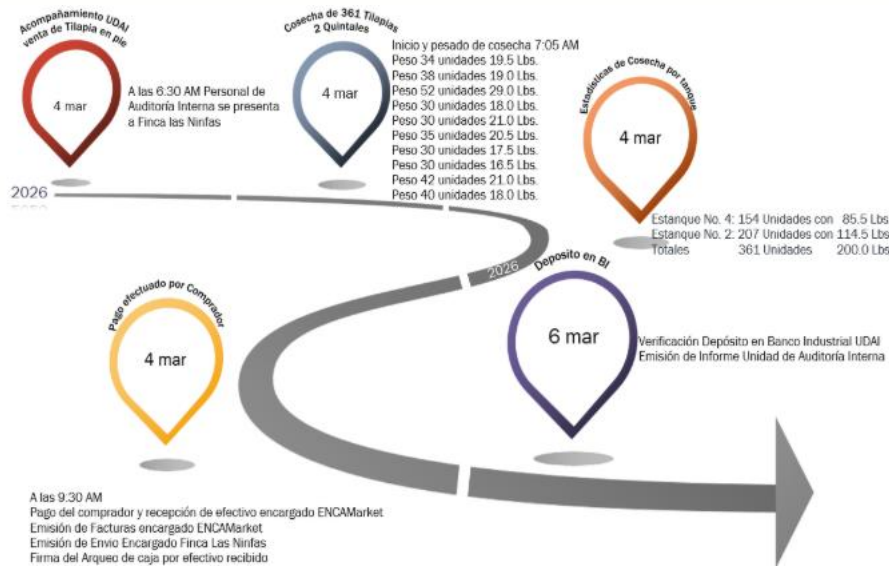 Acompañamiento UDAI
venta de Tilapia en pie
4 mar
A las 6:30 AM Personal de
Auditoría Interna se presenta
a Finca las Ninfas
Cosecha de 361 Tilapias
2 Quintales
4 mar
Inicio y pesado de cosecha 7:05 AM
Peso 34 unidades 19.5 Lbs.
Peso 38 unidades 19.0 Lbs.
Peso 52 unidades 29.0 Lbs.
Peso 30 unidades 18.0 Lbs.
Peso 30 unidades 21.0 Lbs.
Peso 35 unidades 20.5 Lbs.
Peso 30 unidades 17.5 Lbs.
Peso 30 unidades 16.5 Lbs.
Peso 42 unidades 21.0 Lbs.
Peso 40 unidades 18.0 Lbs.
Estadísticas de Cosecha por tanque
4 mar
Estanque No. 4: 154 Unidades con 85.5 Lbs
Estanque No. 2: 207 Unidades con 114.5 Lbs
Totales 361 Unidades 200.0 Lbs
2026
2026
Pago efectuado por Comprador
4 mar
A las 9:30 AM
Pago del comprador y recepción de efectivo encargado ENCAMarket
Emisión de Facturas encargado ENCAMarket
Emisión de Envio Encargado Finca Las Ninfas
Firma del Arqueo de caja por efectivo recibido
Deposito en BI
6 mar
Verificación Depósito en Banco Industrial UDAI
Emisión de Informe Unidad de Auditoría Interna